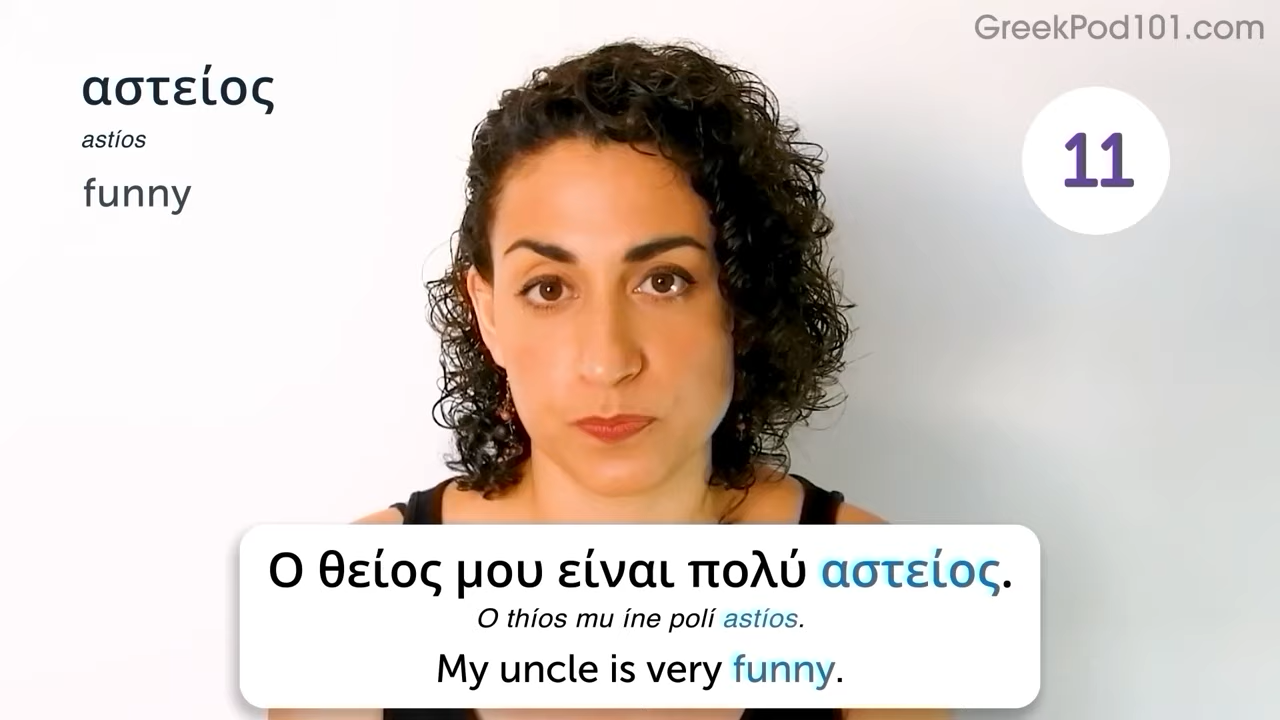 GreekPod101.com
αστείος
astíos
funny
11
Ο θείος μου είναι πολύ αστείος.
O thíos mu íne polí astíos.
My uncle is very funny.